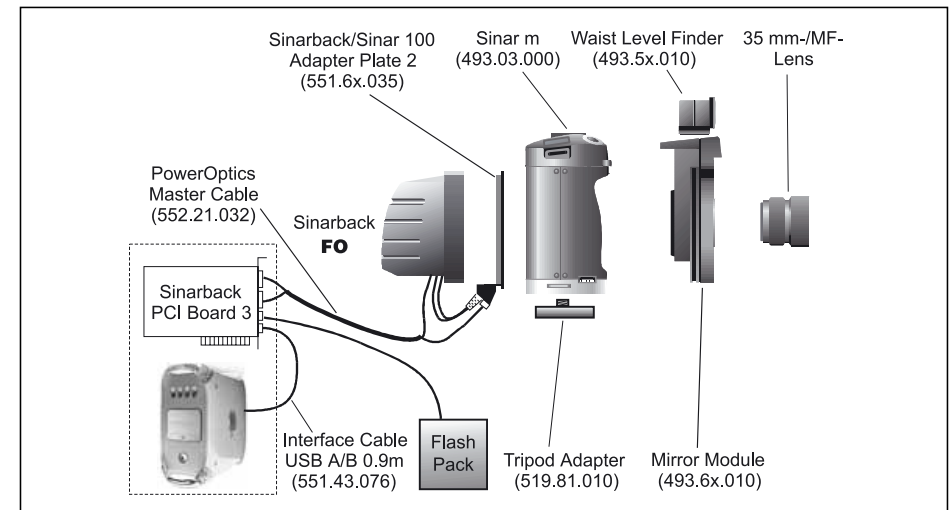 Sinarback/Sinar 100
Adapter Plate 2
(551.6x.035)
Sinar m
(493.03.000)
Waist Level Finder
(493.5x.010)
35 mm-/MF-
Lens
PowerOptics
Master Cable
(552.21.032)
Sinarback
FO
Sinarback
PCI Board 3
Interface Cable
USB A/B 0.9m
(551.43.076)
Flash
Pack
Tripod Adapter
(519.81.010)
Mirror Module
(493.6x.010)